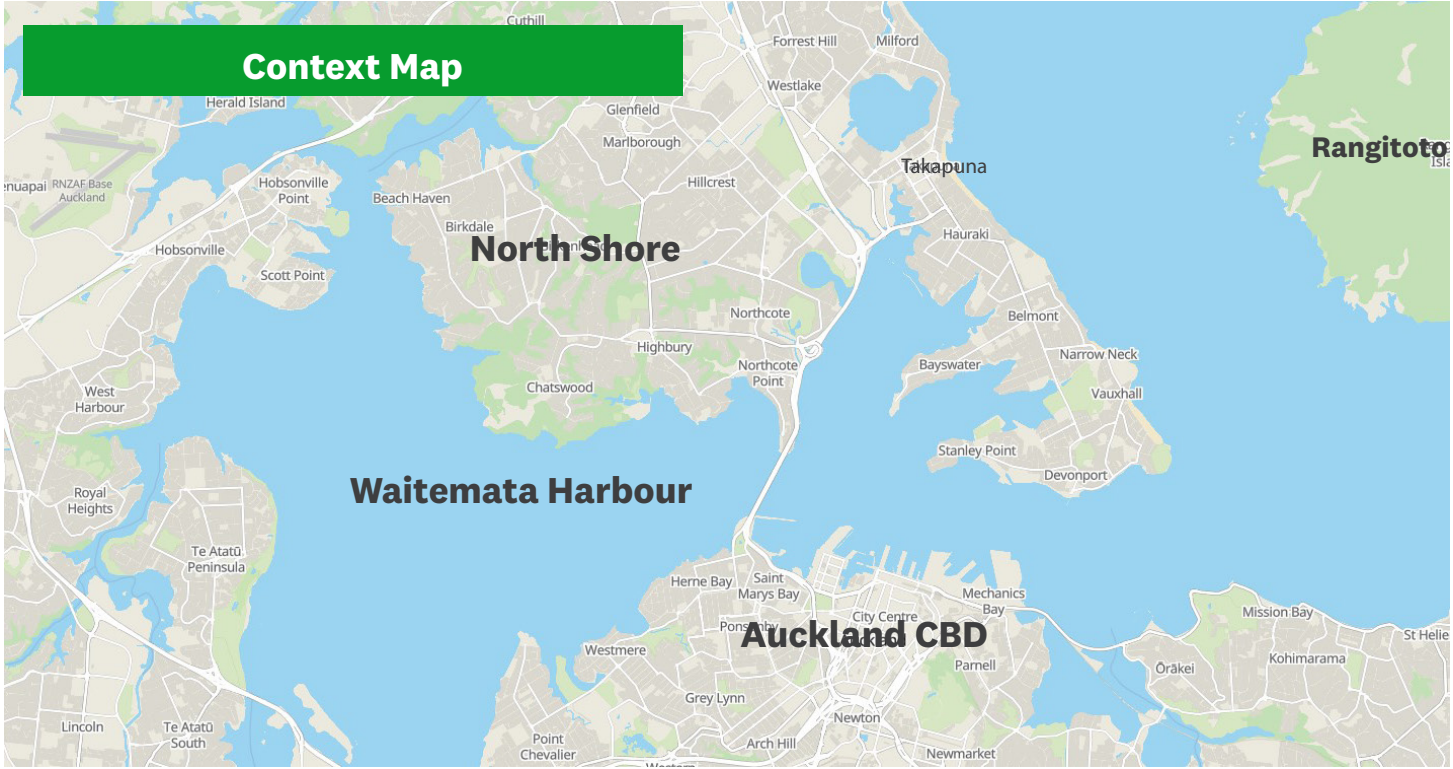 Cuthill
Context Map
Forrest Hill
Milford
Westlake
Herald Island
Glenfield
Marlborough
Rangitoto
Takapuna
enuapai
RNZAF Base
Auckland
Hobsonville
Point
Hillcrest
Beach Haven
Birkdale
North Shore
Hauraki
Hobsonville
Scott Point
Northcote
Belmont
Highbury
Narrow Neck
Northcote
Point
Bayswater
Chatswood
West
Harbour
Vauxhall
Stanley Point
Devonport
Waitemata Harbour
Royal
Heights
Te Atatū
Peninsula
Herne Bay
Saint
Marys Bay
Mechanics
Bay
City Centre
Mission Bay
Auckland CBD
St Helie
Westmere
Parnell
Ōrākei
Kohimarama
Grey Lynn
Newton
Lincoln
Te Atatū
South
Point
Chevalier
Arch Hill
Newmarket